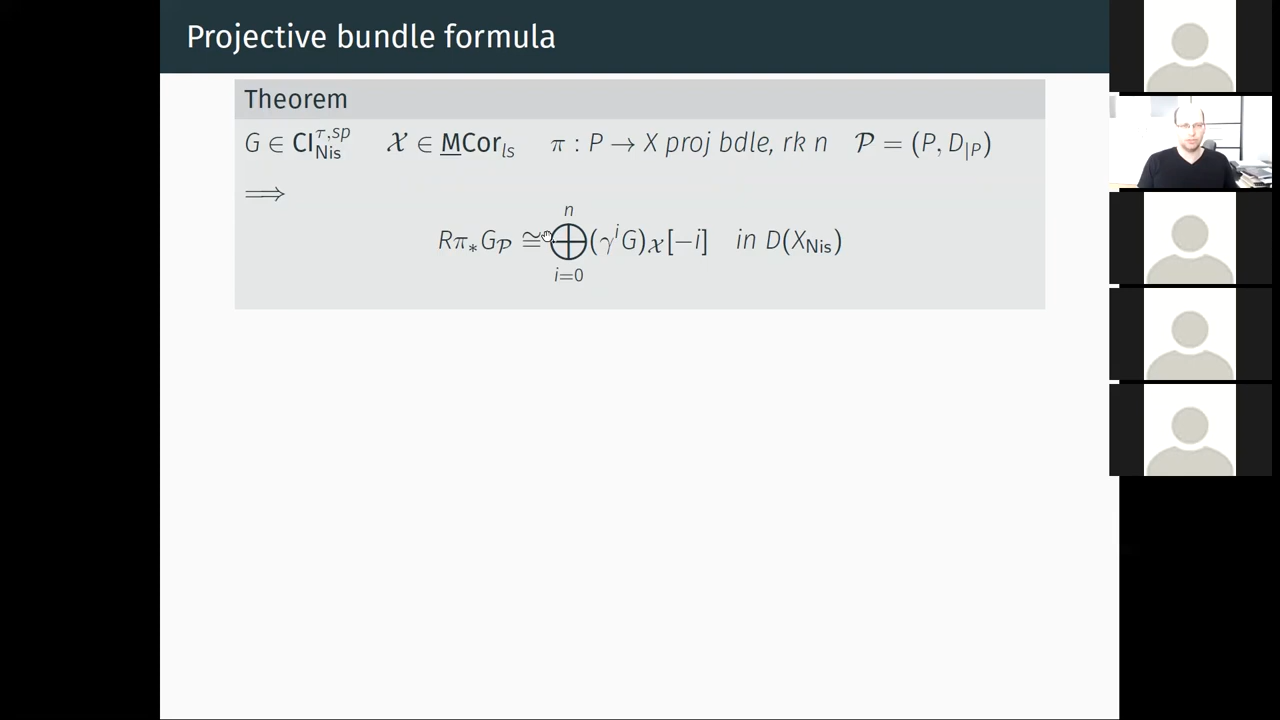 Projective bundle formula
Theorem
G ∈ CI^{τ,sp}_{Nis} 𝒳 ∈ M̲Cor_{ls} π : P → X proj bdle, rk n 𝒫 = (P, D_{|P})
⟹
Rπ_*G_𝒫 ≅ ⊕_{i=0}^{n} (γ^i G)_𝒳[−i] in D(X_{Nis})